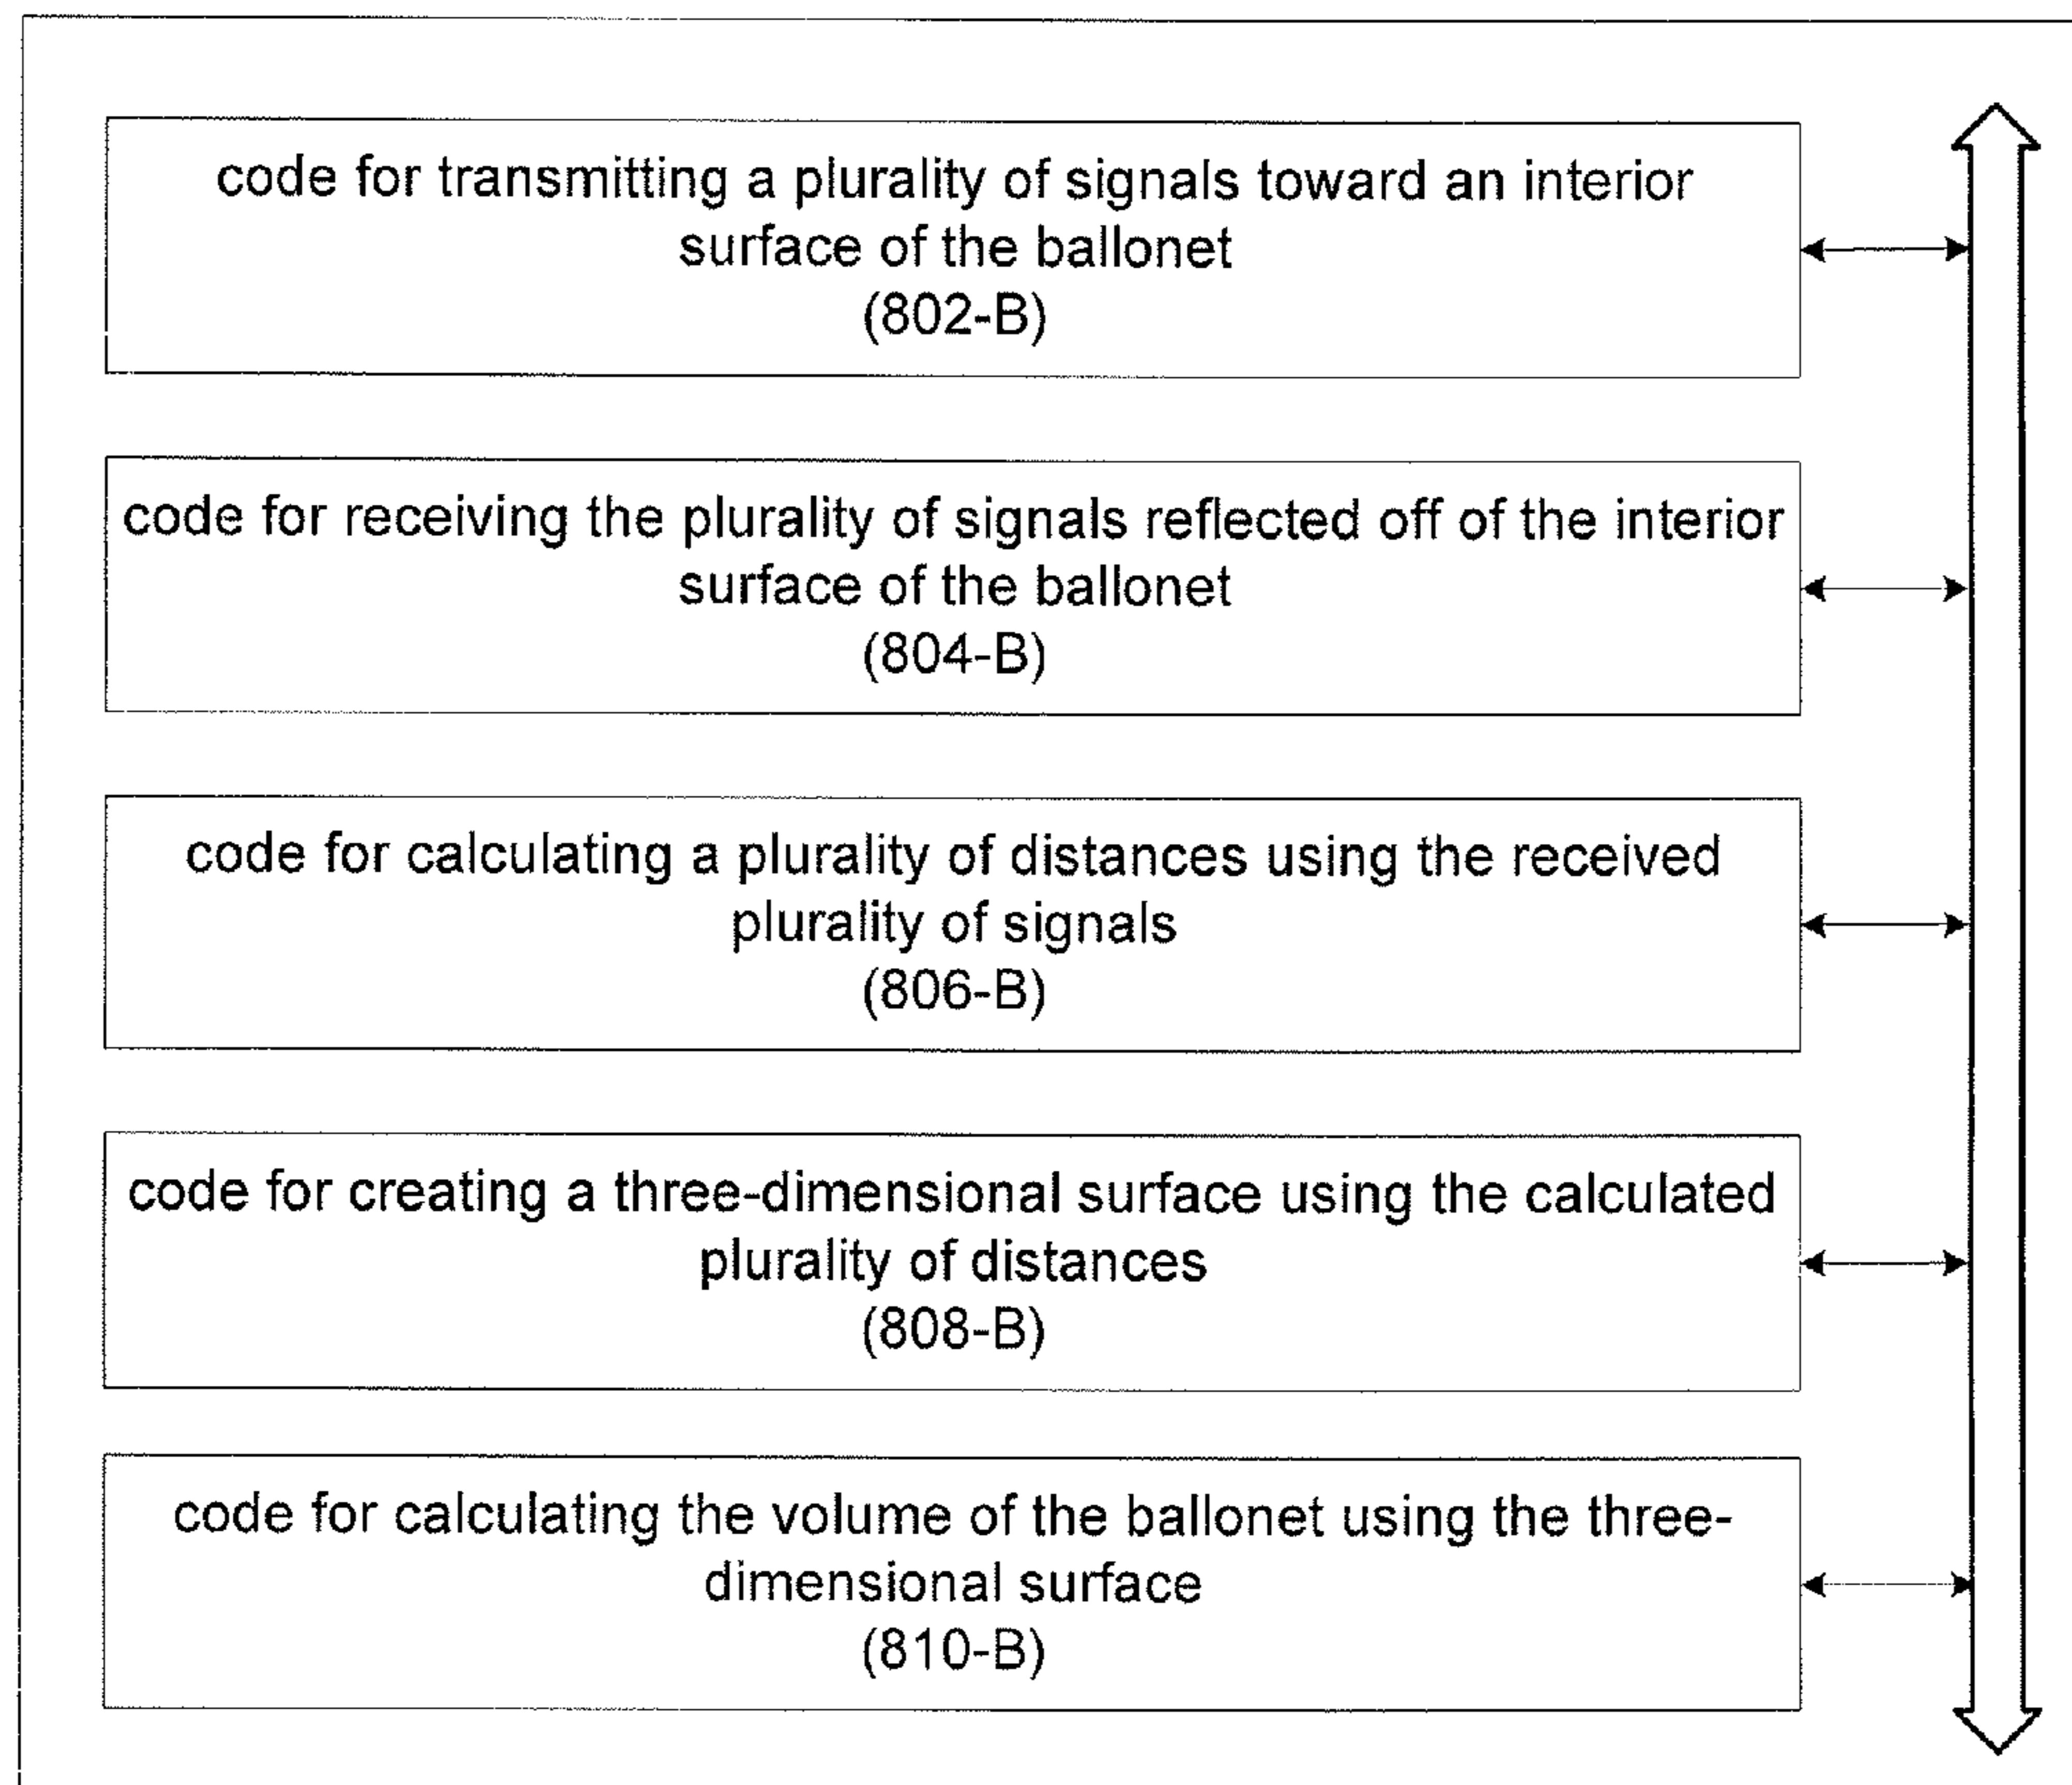 code for transmitting a plurality of signals toward an interior
surface of the ballonet
(802-B)
code for receiving the plurality of signals reflected off of the interior
surface of the ballonet
(804-B)
code for calculating a plurality of distances using the received
plurality of signals
(806-B)
code for creating a three-dimensional surface using the calculated
plurality of distances
(808-B)
code for calculating the volume of the ballonet using the three-
dimensional surface
(810-B)